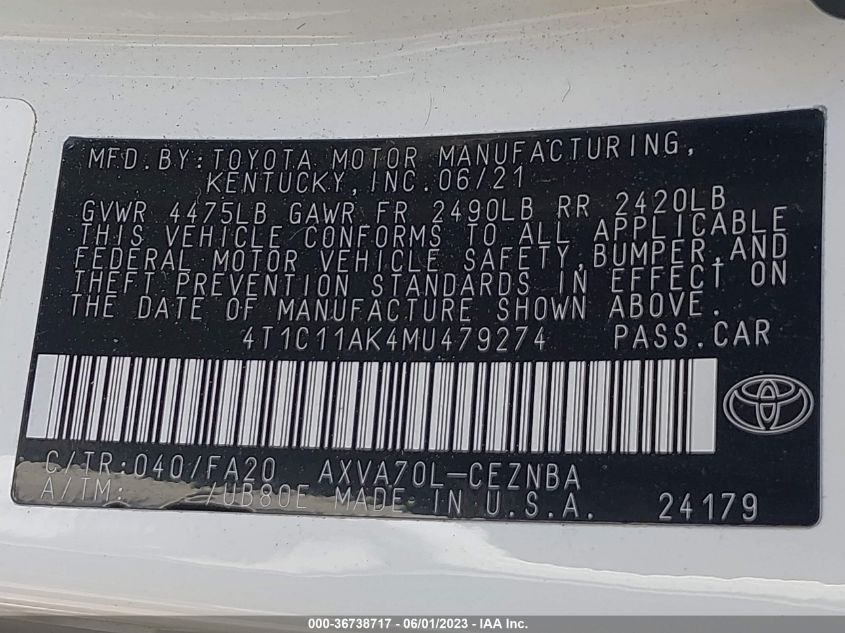 MFD. BY: TOYOTA MOTOR MANUFACTURING,
KENTUCKY, INC. 06/21
GVWR 4475LB GAWR FR 2490LB RR 2420LB
THIS VEHICLE CONFORMS TO ALL APPLICABLE
FEDERAL MOTOR VEHICLE SAFETY, BUMPER, AND
THEFT PREVENTION STANDARDS IN EFFECT ON
THE DATE OF MANUFACTURE SHOWN ABOVE.
4T1C11AK4MU479274 PASS.CAR
C/TR:040/FA20 AXVA70L-CEZNBA
A/TM: /UB80E MADE IN U.S.A. 24179
000-36738717 - 06/01/2023 - IAA Inc.